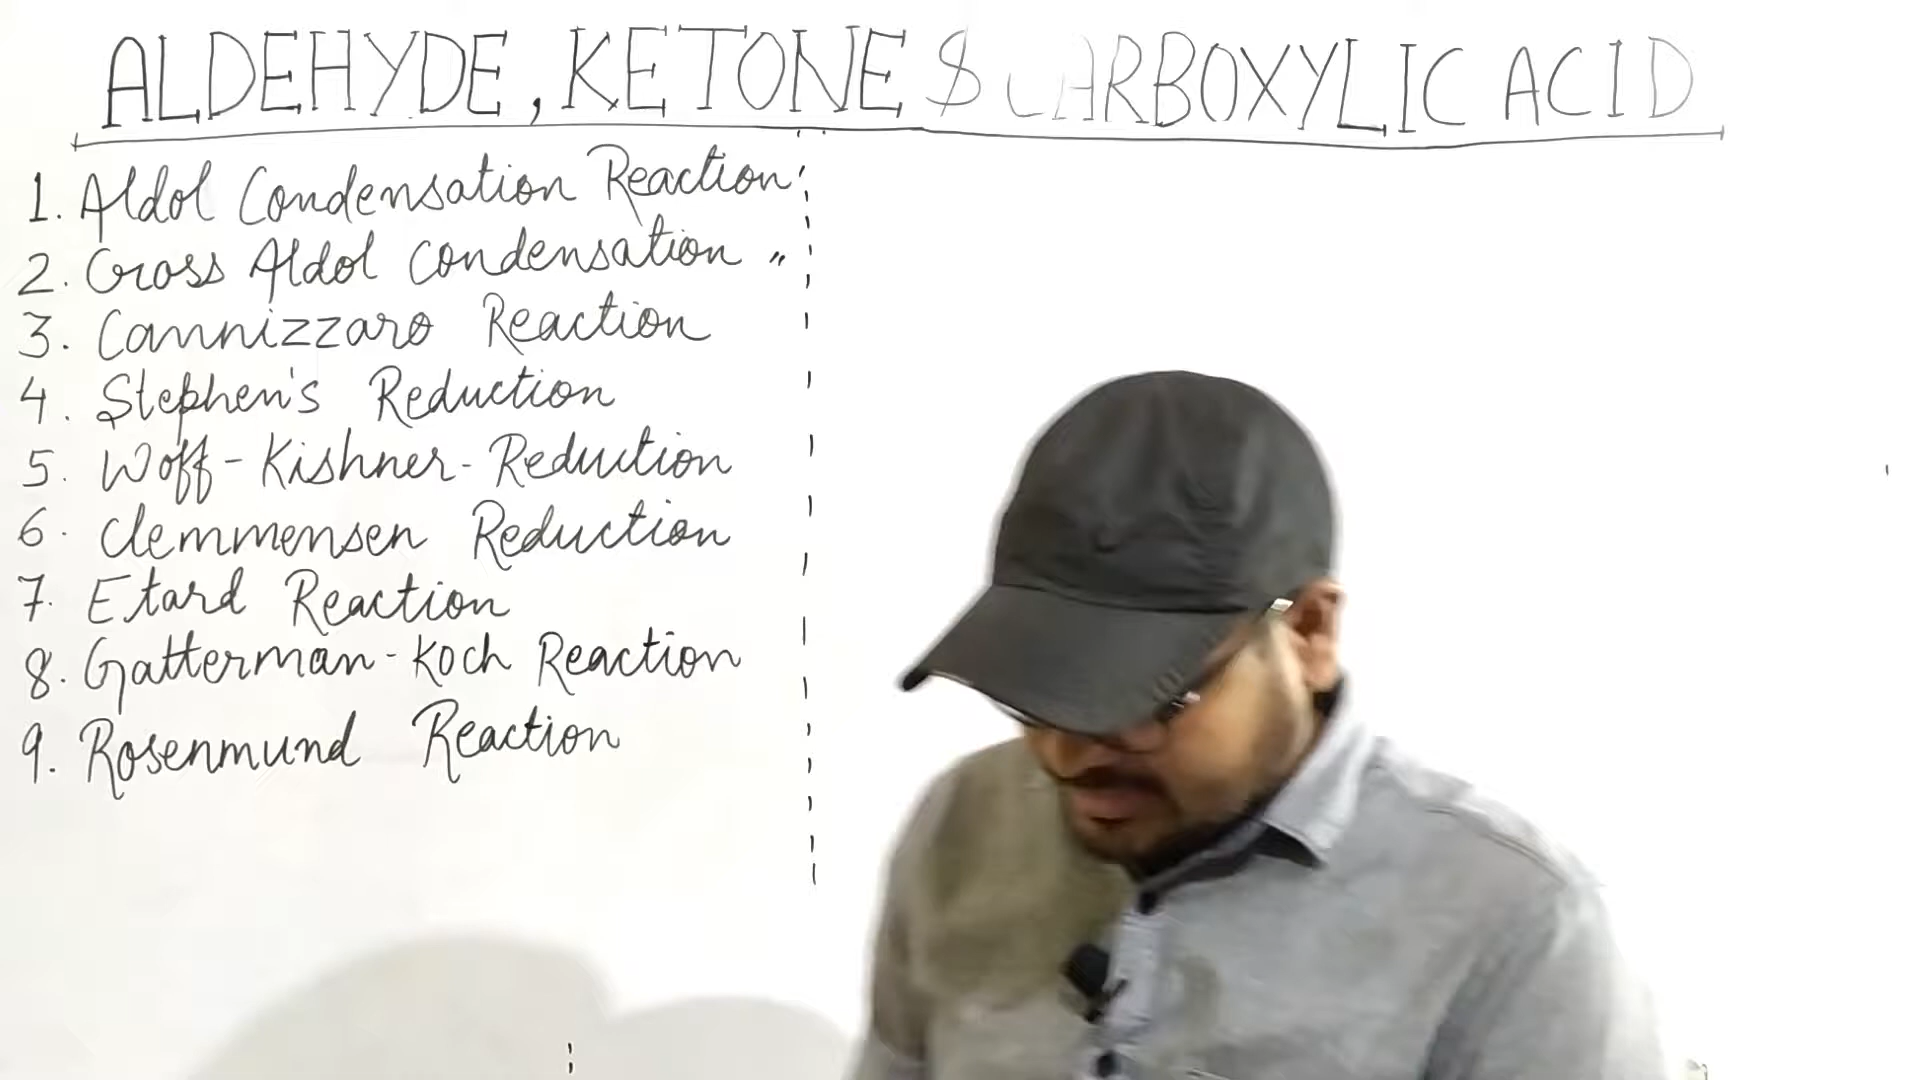 ALDEHYDE, KETONE & CARBOXYLIC ACID
1. Aldol Condensation Reaction
2. Cross Aldol Condensation "
3. Cannizzaro Reaction
4. Stephen's Reduction
5. Woff-Kishner-Reduction
6. Clemmensen Reduction
7. Etard Reaction
8. Gatterman-Koch Reaction
9. Rosenmund Reaction